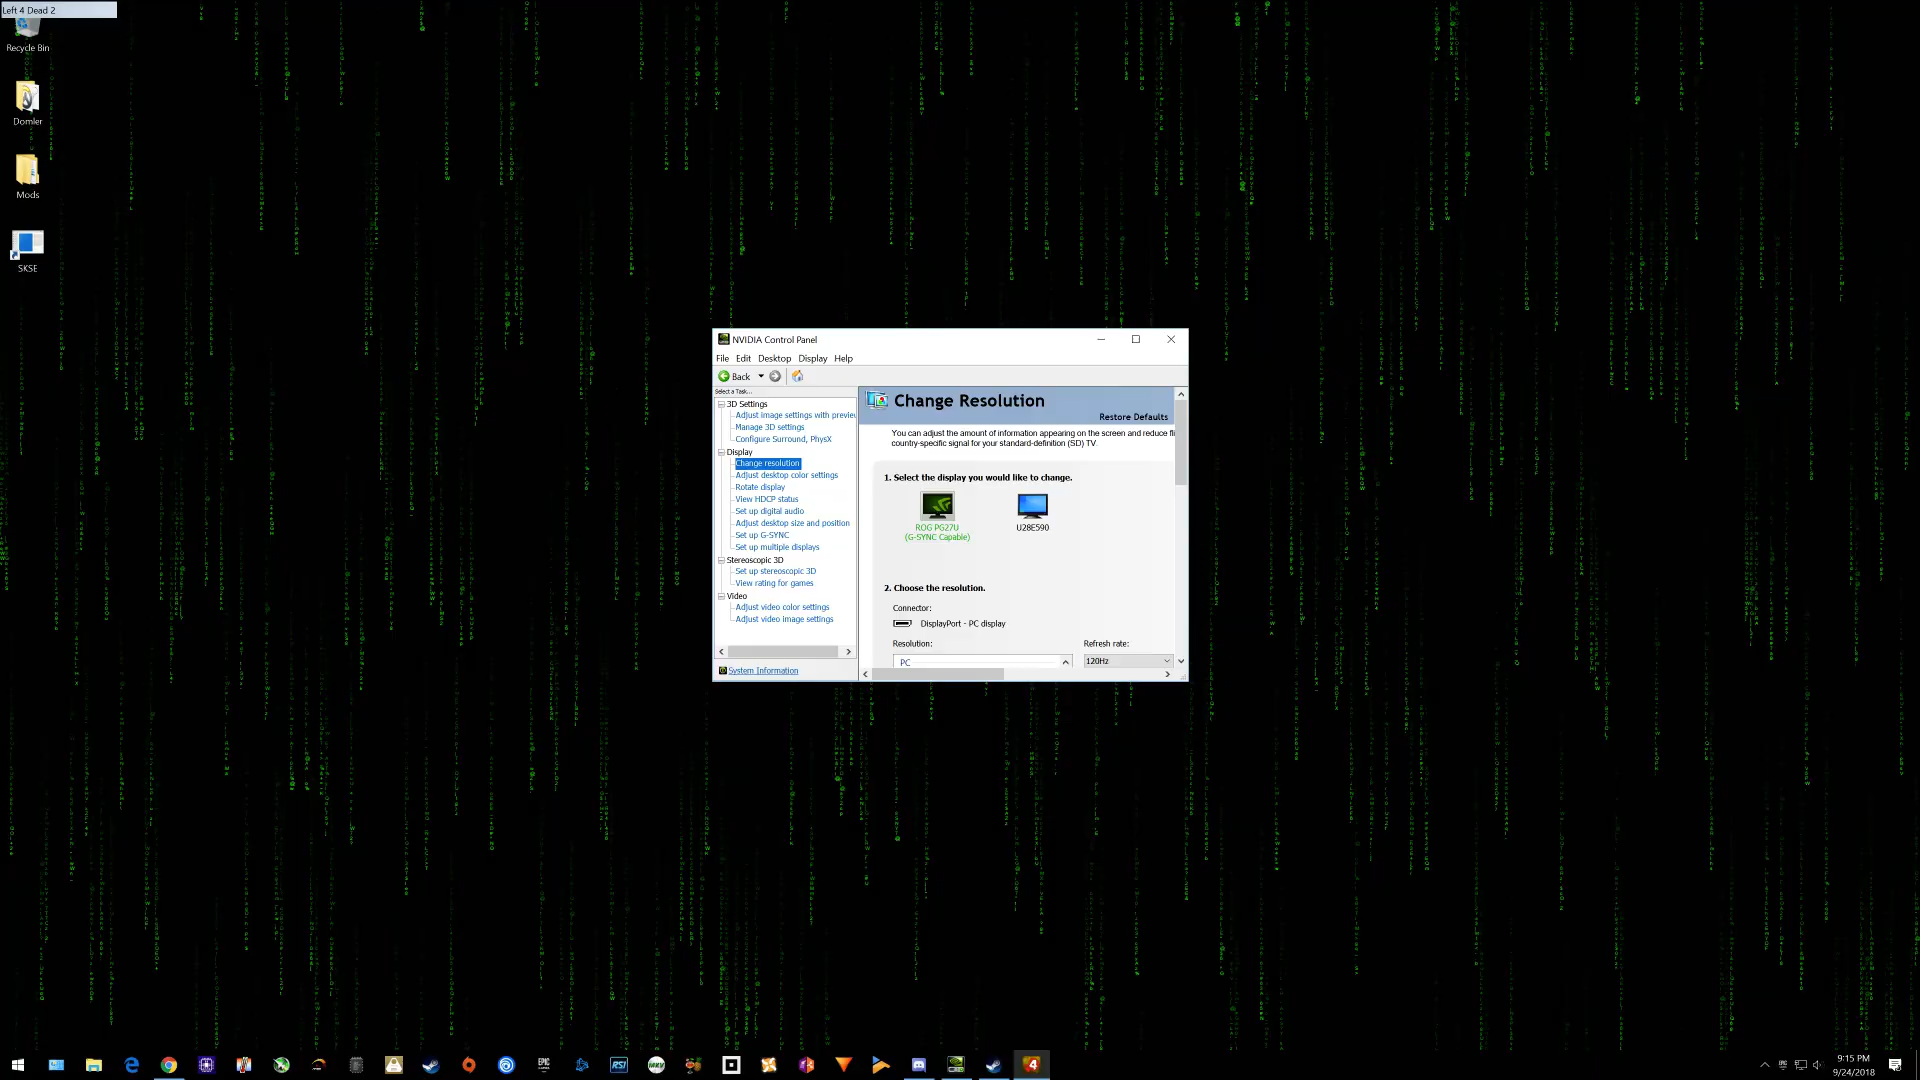 Left 4 Dead 2
Recycle Bin
Domler
Mods
SKSE
NVIDIA Control Panel
File Edit Desktop Display Help
Back
Select a Task...
3D Settings
Adjust image settings with preview
Manage 3D settings
Configure Surround, PhysX
Display
Change resolution
Adjust desktop color settings
Rotate display
View HDCP status
Set up digital audio
Adjust desktop size and position
Set up G-SYNC
Set up multiple displays
Stereoscopic 3D
Set up stereoscopic 3D
View rating for games
Video
Adjust video color settings
Adjust video image settings
System Information
Change Resolution
Restore Defaults
You can adjust the amount of information appearing on the screen and reduce fli
country-specific signal for your standard-definition (SD) TV.
1. Select the display you would like to change.
ROG PG27U
(G-SYNC Capable)
U28E590
2. Choose the resolution.
Connector:
DisplayPort - PC display
Resolution:
Refresh rate:
PC
120Hz
EPIC
RSI
MKV
4
9:15 PM
9/24/2018